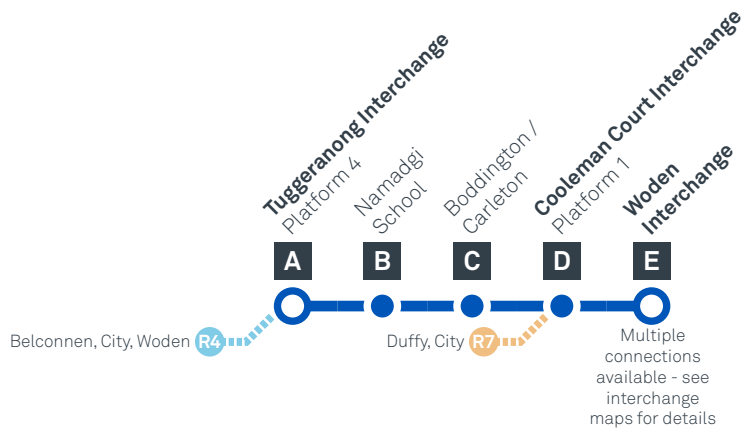 Tuggeranong Interchange
Platform 4
Namadgi
School
Boddington /
Carleton
Cooleman Court Interchange
Platform 1
Woden
Interchange
A
B
C
D
E
Belconnen, City, Woden R4
Duffy, City R7
Multiple
connections
available - see
interchange
maps for details